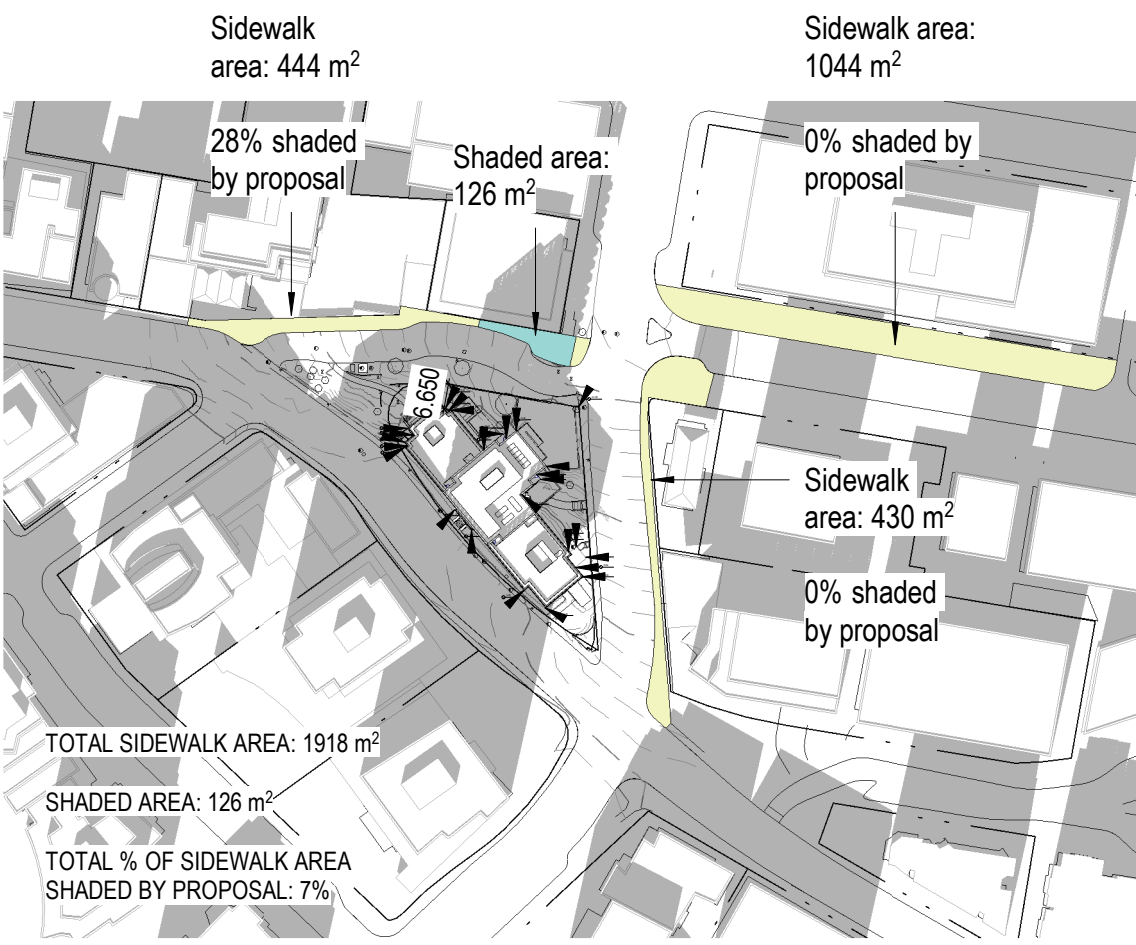 Sidewalk
area: 444 m²
Sidewalk area:
1044 m²
28% shaded
by proposal
Shaded area:
126 m²
0% shaded by
proposal
6.650
Sidewalk
area: 430 m²
0% shaded
by proposal
TOTAL SIDEWALK AREA: 1918 m²
SHADED AREA: 126 m²
TOTAL % OF SIDEWALK AREA
SHADED BY PROPOSAL: 7%